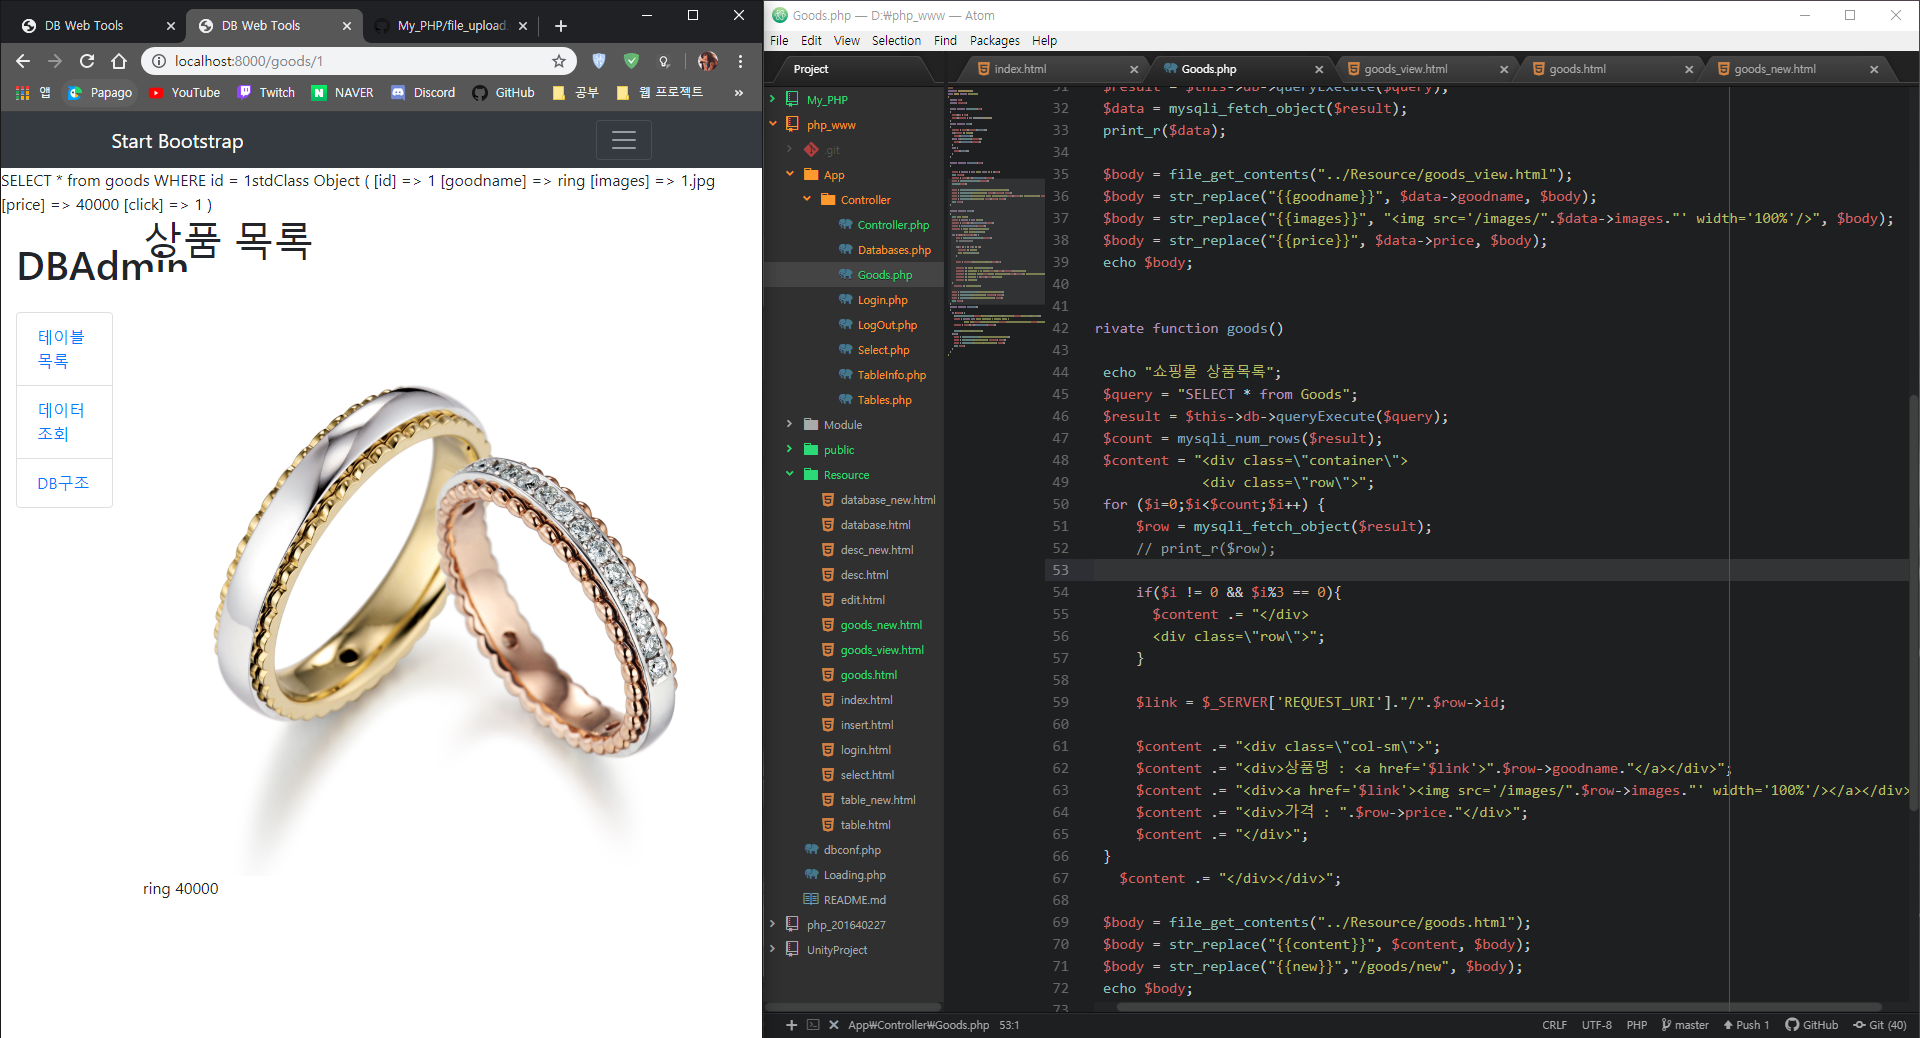 DB Web Tools
DB Web Tools
My_PHP/file_upload
localhost:8000/goods/1
앱
Papago
YouTube
Twitch
NAVER
Discord
GitHub
공부
웹 프로젝트
»
Start Bootstrap
SELECT * from goods WHERE id = 1stdClass Object ( [id] => 1 [goodname] => ring [images] => 1.jpg
[price] => 40000 [click] => 1 )
상품 목록
DBAdmin
테이블
목록
데이터
조회
DB구조
ring 40000
Goods.php — D:₩php_www — Atom
File Edit View Selection Find Packages Help
Project
index.html
Goods.php
goods_view.html
goods.html
goods_new.html
My_PHP
php_www
.git
App
Controller
Controller.php
Databases.php
Goods.php
Login.php
LogOut.php
Select.php
TableInfo.php
Tables.php
Module
public
Resource
database_new.html
database.html
desc_new.html
desc.html
edit.html
goods_new.html
goods_view.html
goods.html
index.html
insert.html
login.html
select.html
table_new.html
table.html
dbconf.php
Loading.php
README.md
php_201640227
UnityProject
31 $result = $this->db->queryExecute($query);
32 $data = mysqli_fetch_object($result);
33 print_r($data);
34
35 $body = file_get_contents("../Resource/goods_view.html");
36 $body = str_replace("{{goodname}}", $data->goodname, $body);
37 $body = str_replace("{{images}}", "<img src='/images/".$data->images."' width='100%'/>", $body);
38 $body = str_replace("{{price}}", $data->price, $body);
39 echo $body;
40
41
42 rivate function goods()
43
44 echo "쇼핑몰 상품목록";
45 $query = "SELECT * from Goods";
46 $result = $this->db->queryExecute($query);
47 $count = mysqli_num_rows($result);
48 $content = "<div class=\"container\">
49 <div class=\"row\">";
50 for ($i=0;$i<$count;$i++) {
51 $row = mysqli_fetch_object($result);
52 // print_r($row);
53
54 if($i != 0 && $i%3 == 0){
55 $content .= "</div>
56 <div class=\"row\">";
57 }
58
59 $link = $_SERVER['REQUEST_URI']."/".$row->id;
60
61 $content .= "<div class=\"col-sm\">";
62 $content .= "<div>상품명 : <a href='$link'>".$row->goodname."</a></div>";
63 $content .= "<div><a href='$link'><img src='/images/".$row->images."' width='100%'/></a></div>
64 $content .= "<div>가격 : ".$row->price."</div>";
65 $content .= "</div>";
66 }
67 $content .= "</div></div>";
68
69 $body = file_get_contents("../Resource/goods.html");
70 $body = str_replace("{{content}}", $content, $body);
71 $body = str_replace("{{new}}","/goods/new", $body);
72 echo $body;
73
App₩Controller₩Goods.php 53:1
CRLF UTF-8 PHP master Push 1 GitHub Git (40)